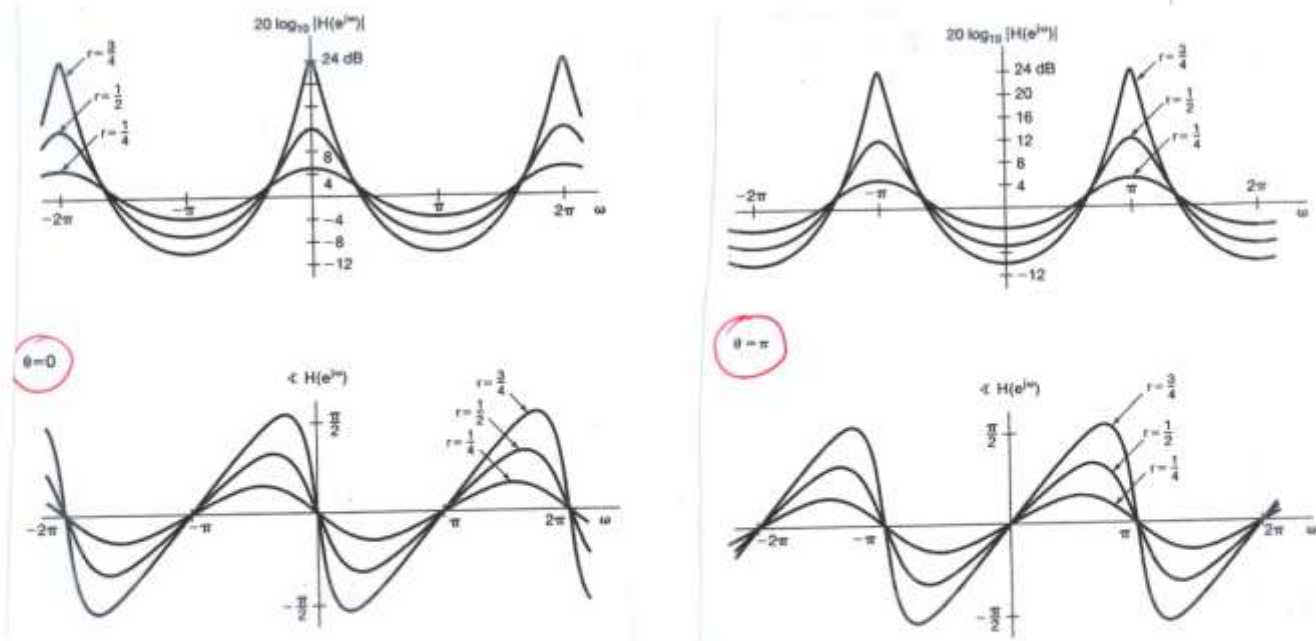 20 log₁₀ |H(e^jω)|
24 dB
r=3/4
r=1/2
r=1/4
8
4
−2π
−π
π
2π
ω
−4
−8
−12
20 log₁₀ |H(e^jω)|
24 dB
20
16
12
8
4
r=3/4
r=1/2
r=1/4
−2π
−π
π
2π
ω
−12
θ=0
∢ H(e^jω)
π/2
r=3/4
r=1/2
r=1/4
−2π
−π
π
2π
ω
−π/2
θ=π
∢ H(e^jω)
π/2
r=3/4
r=1/2
r=1/4
−2π
−π
π
2π
ω
−π/2